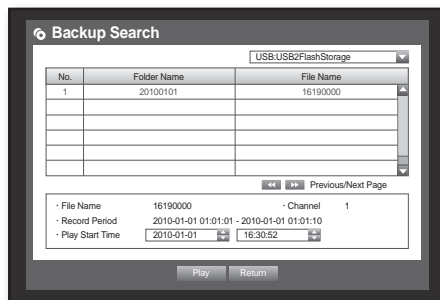 Backup Search
USB:USB2FlashStorage
No. Folder Name File Name
1 20100101 16190000
Previous/Next Page
· File Name 16190000 · Channel 1
· Record Period 2010-01-01 01:01:01 - 2010-01-01 01:01:10
· Play Start Time 2010-01-01 16:30:52
Play Return